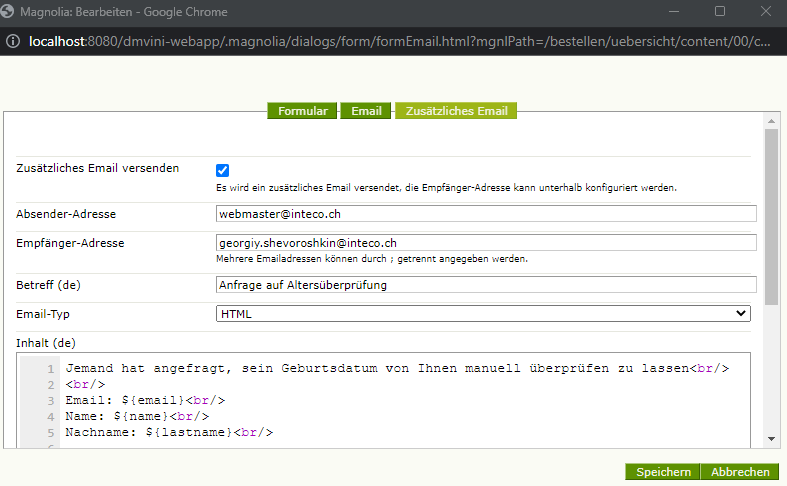 Magnolia: Bearbeiten - Google Chrome
localhost:8080/dmvini-webapp/.magnolia/dialogs/form/formEmail.html?mgnlPath=/bestellen/uebersicht/content/00/c...
Formular Email Zusätzliches Email
Zusätzliches Email versenden
Es wird ein zusätzliches Email versendet, die Empfänger-Adresse kann unterhalb konfiguriert werden.
Absender-Adresse webmaster@inteco.ch
Empfänger-Adresse georgiy.shevoroshkin@inteco.ch
Mehrere Emailadressen können durch ; getrennt angegeben werden.
Betreff (de) Anfrage auf Altersüberprüfung
Email-Typ HTML
Inhalt (de)
1 Jemand hat angefragt, sein Geburtsdatum von Ihnen manuell überprüfen zu lassen<br/>
2 <br/>
3 Email: ${email}<br/>
4 Name: ${name}<br/>
5 Nachname: ${lastname}<br/>
Speichern Abbrechen